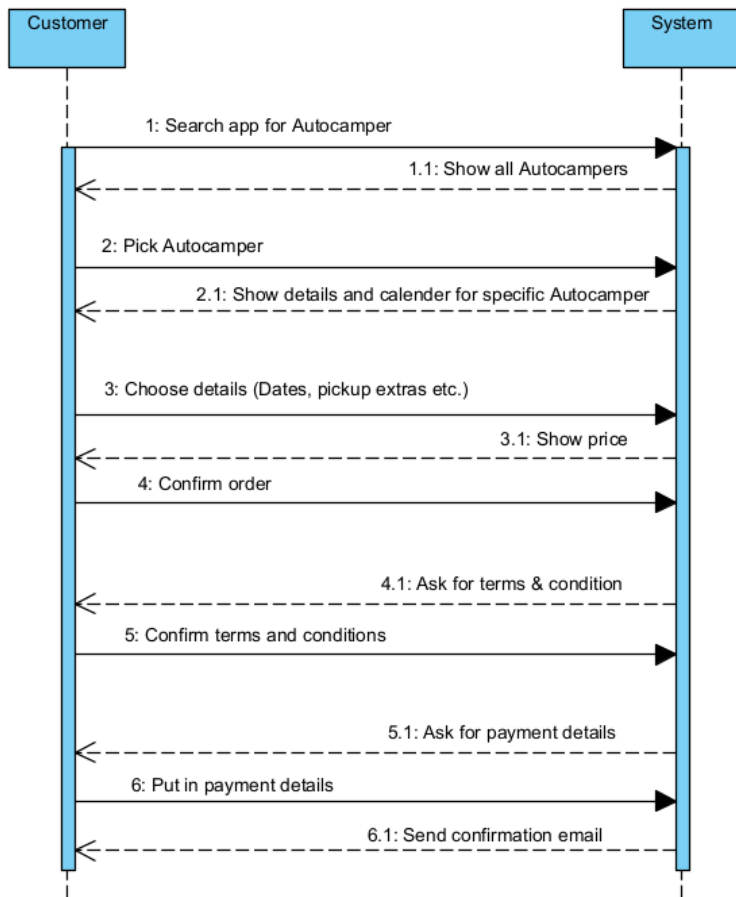 Customer
System
1: Search app for Autocamper
1.1: Show all Autocampers
2: Pick Autocamper
2.1: Show details and calender for specific Autocamper
3: Choose details (Dates, pickup extras etc.)
3.1: Show price
4: Confirm order
4.1: Ask for terms & condition
5: Confirm terms and conditions
5.1: Ask for payment details
6: Put in payment details
6.1: Send confirmation email